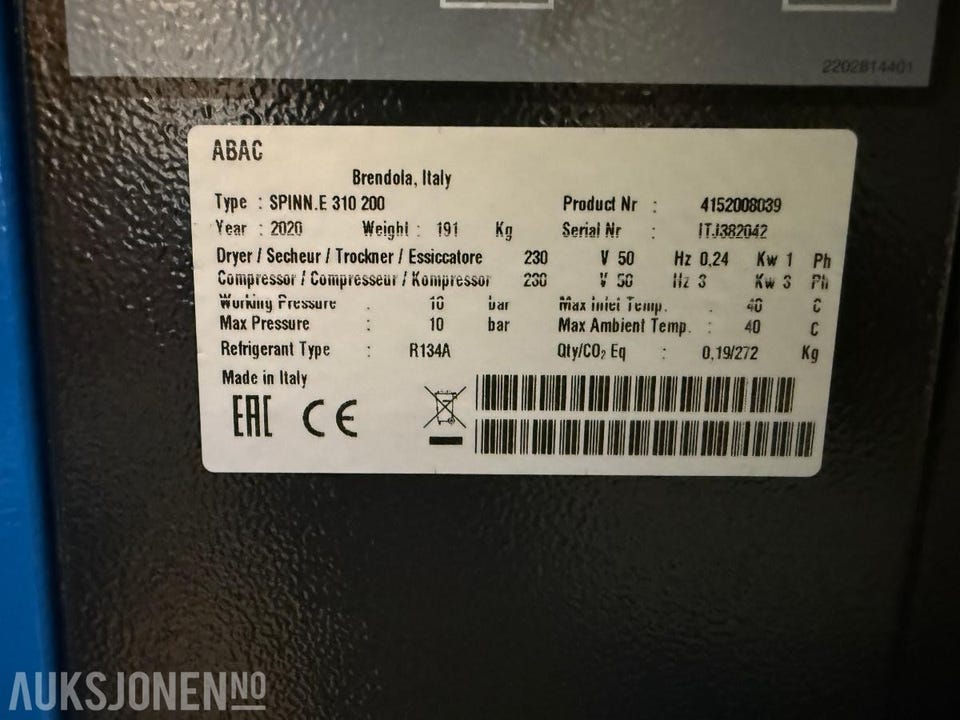 2202814401
ABAC
Brendola, Italy
Type : SPINN.E 310 200 Product Nr : 4152008039
Year : 2020 Weight : 191 Kg Serial Nr : ITJ382042
Dryer / Secheur / Trockner / Essiccatore 230 V 50 Hz 0,24 Kw 1 Ph
Compressor / Compresseur / Kompressor 230 V 50 Hz 3 Kw 3 Ph
Working Pressure : 10 bar Max Inlet Temp. : 40 C
Max Pressure : 10 bar Max Ambient Temp. : 40 C
Refrigerant Type : R134A Qty/CO₂ Eq : 0,19/272 Kg
Made in Italy
EAC CE
AUKSJONEN.NO